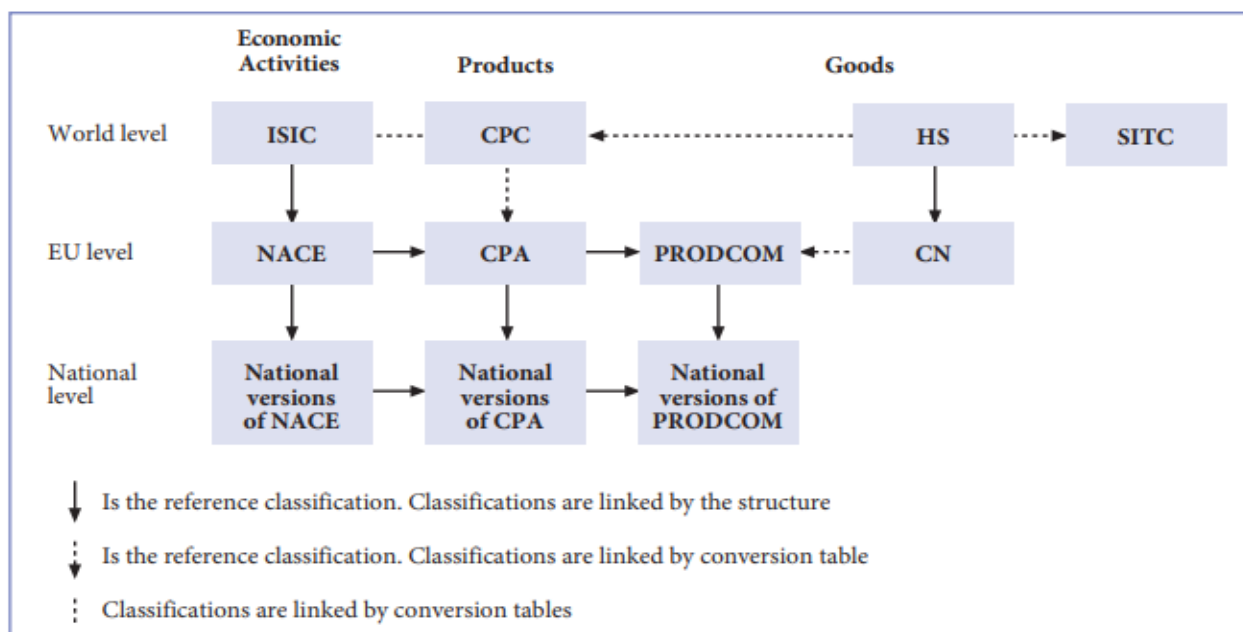 Economic
Activities
Products
Goods
World level
ISIC
CPC
HS
SITC
EU level
NACE
CPA
PRODCOM
CN
National
level
National
versions
of NACE
National
versions
of CPA
National
versions of
PRODCOM
Is the reference classification. Classifications are linked by the structure
Is the reference classification. Classifications are linked by conversion table
Classifications are linked by conversion tables